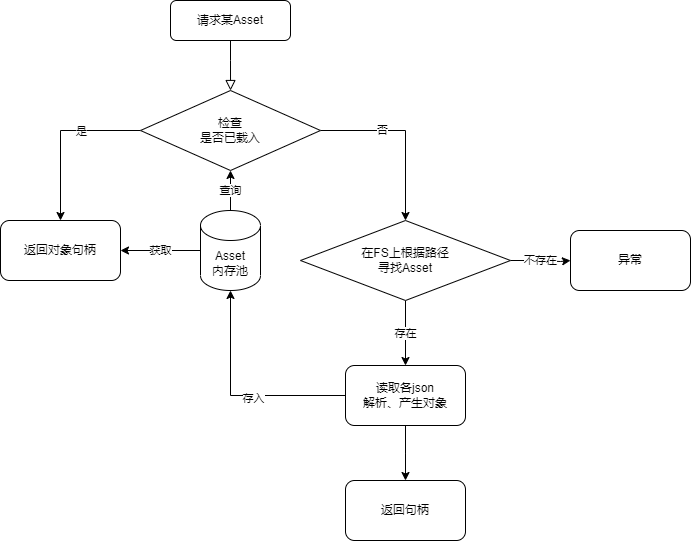 请求某Asset
检查
是否已载入
是
否
查询
返回对象句柄
获取
Asset
内存池
在FS上根据路径
寻找Asset
不存在
异常
存在
读取各json
解析、产生对象
存入
返回句柄